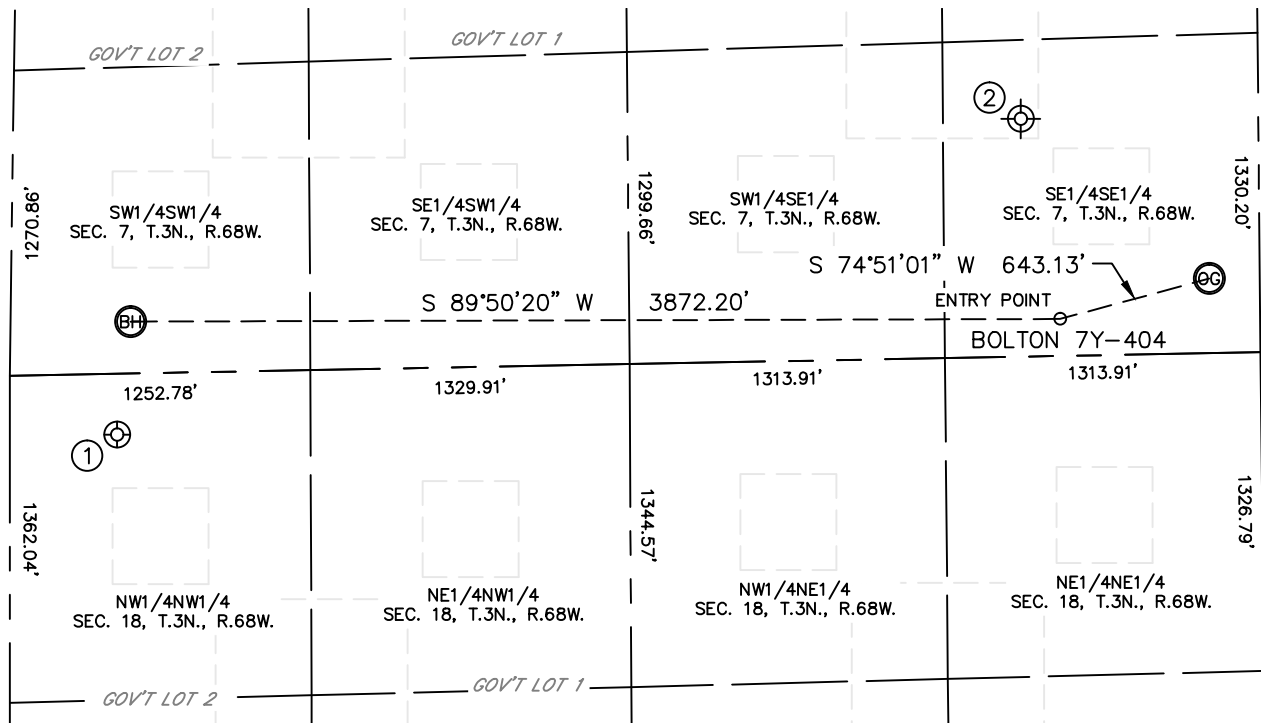 GOV'T LOT 2
GOV'T LOT 1
2
1270.86'
SW1/4SW1/4
SEC. 7, T.3N., R.68W.
SE1/4SW1/4
SEC. 7, T.3N., R.68W.
1299.66'
SW1/4SE1/4
SEC. 7, T.3N., R.68W.
SE1/4SE1/4
SEC. 7, T.3N., R.68W.
1330.20'
S 74°51'01" W 643.13'
OG
BH
S 89°50'20" W 3872.20'
ENTRY POINT
BOLTON 7Y-404
1252.78'
1329.91'
1313.91'
1313.91'
1
1362.04'
1344.57'
1326.79'
NW1/4NW1/4
SEC. 18, T.3N., R.68W.
NE1/4NW1/4
SEC. 18, T.3N., R.68W.
NW1/4NE1/4
SEC. 18, T.3N., R.68W.
NE1/4NE1/4
SEC. 18, T.3N., R.68W.
GOV'T LOT 2
GOV'T LOT 1